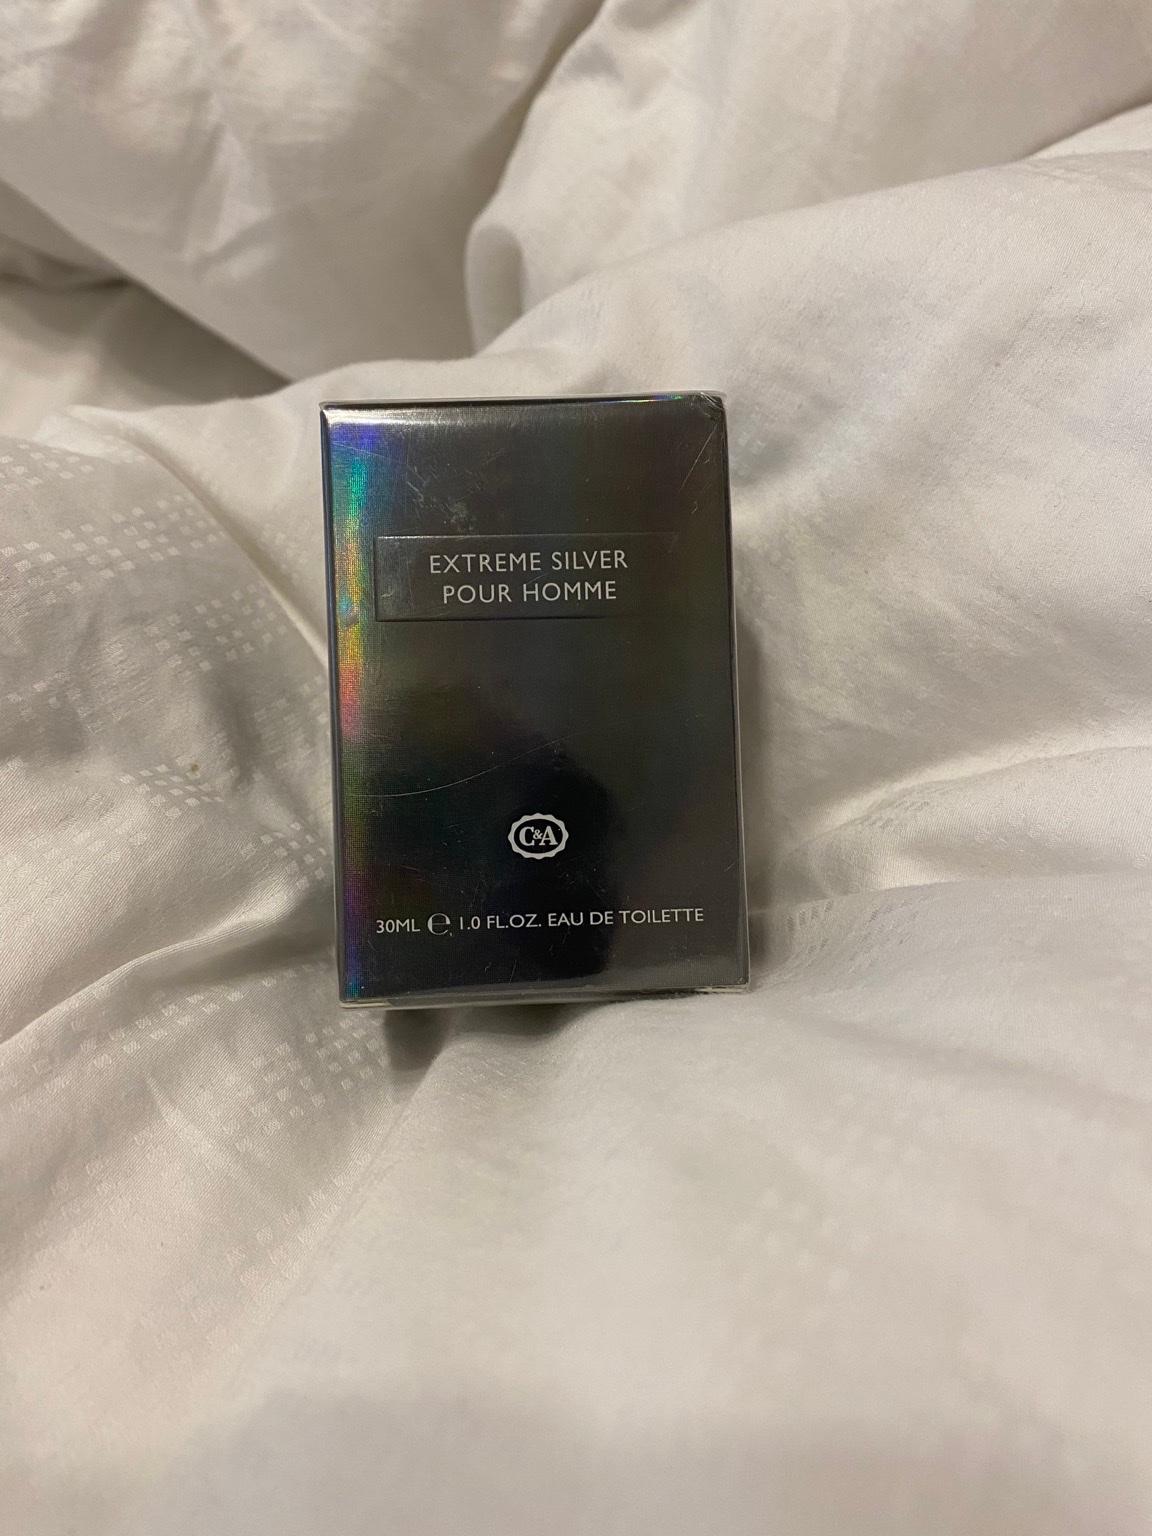 EXTREME SILVER
POUR HOMME
C&A
30ML ℮ 1.0 FL.OZ. EAU DE TOILETTE